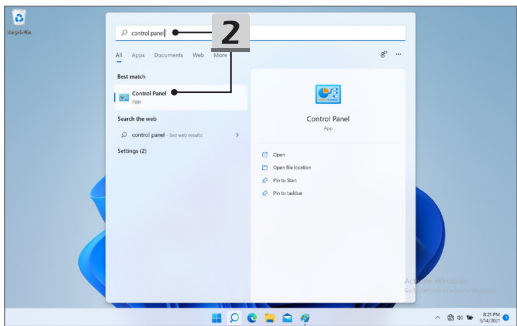 Recycle Bin
control panel
2
All Apps Documents Web More
Best match
Control Panel
App
Search the web
control panel - See web results
Settings (2)
Control Panel
App
Open
Open file location
Pin to Start
Pin to taskbar
Activate Windows
8:21 PM
5/14/2021